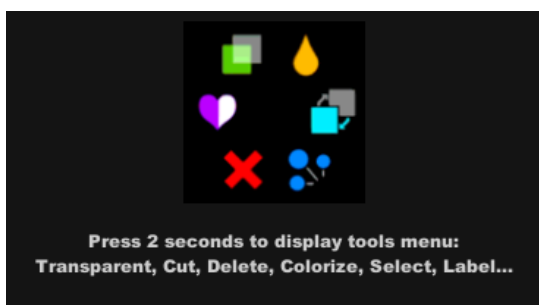 Press 2 seconds to display tools menu:
Transparent, Cut, Delete, Colorize, Select, Label...